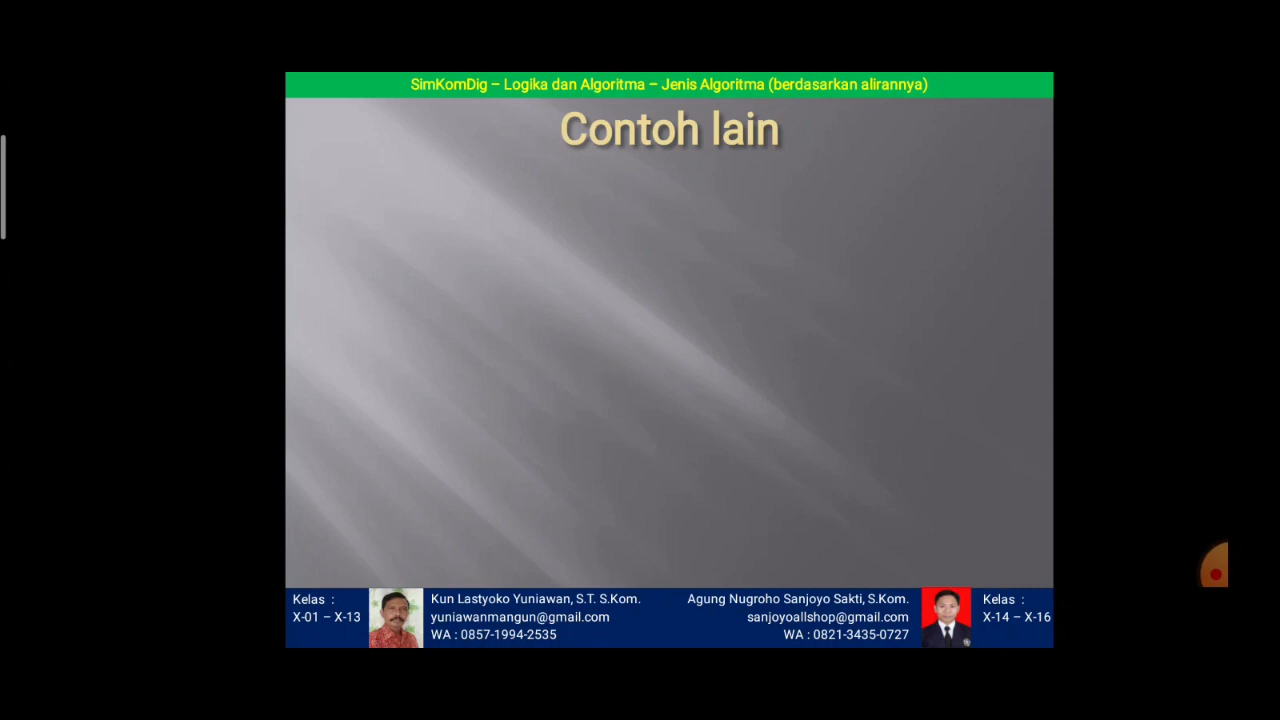 SimKomDig – Logika dan Algoritma – Jenis Algoritma (berdasarkan alirannya)
Contoh lain
Kelas :
X-01 – X-13
Kun Lastyoko Yuniawan, S.T. S.Kom.
yuniawanmangun@gmail.com
WA : 0857-1994-2535
Agung Nugroho Sanjoyo Sakti, S.Kom.
sanjoyoallshop@gmail.com
WA : 0821-3435-0727
Kelas :
X-14 – X-16